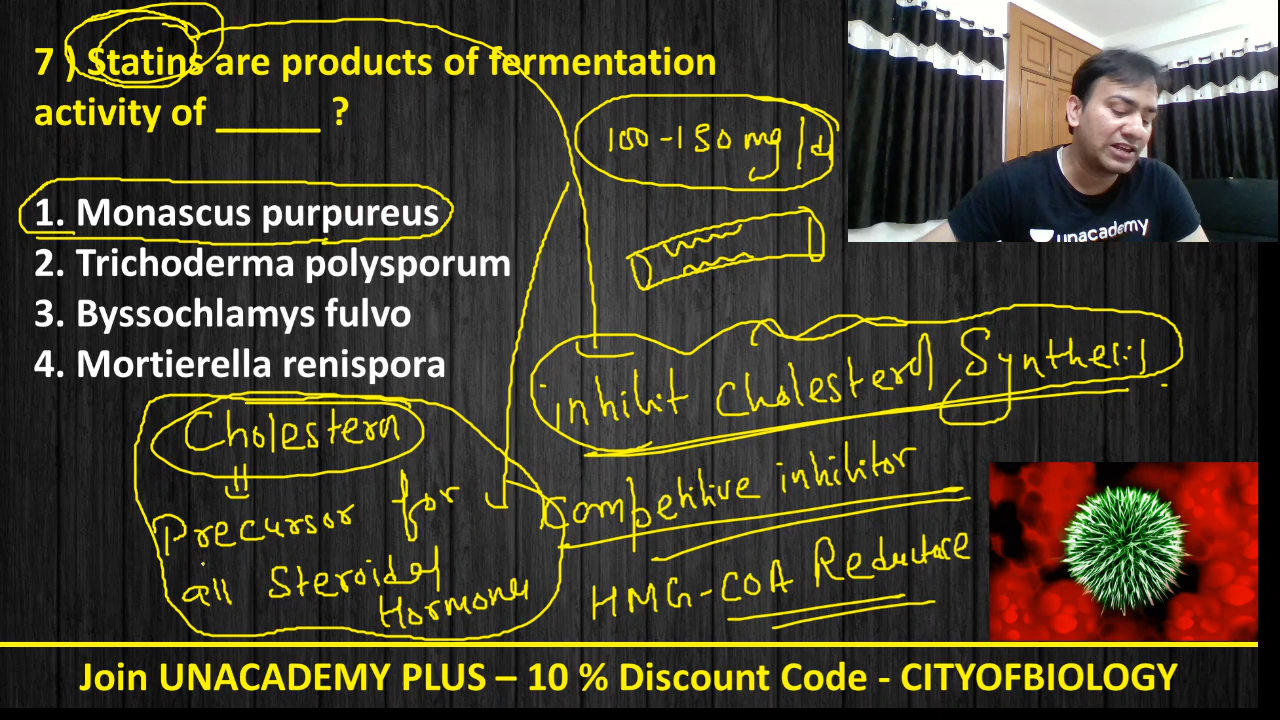 7 ) Statins are products of fermentation
activity of _____ ?
100-150 mg/d
1. Monascus purpureus
2. Trichoderma polysporum
3. Byssochlamys fulvo
4. Mortierella renispora
unacademy
inhibit Cholesterol Synthesis
Competitive inhibitor
HMG-COA Reductase
Cholesterol
Precursor for
all Steroidal
Hormones
Join UNACADEMY PLUS – 10 % Discount Code - CITYOFBIOLOGY